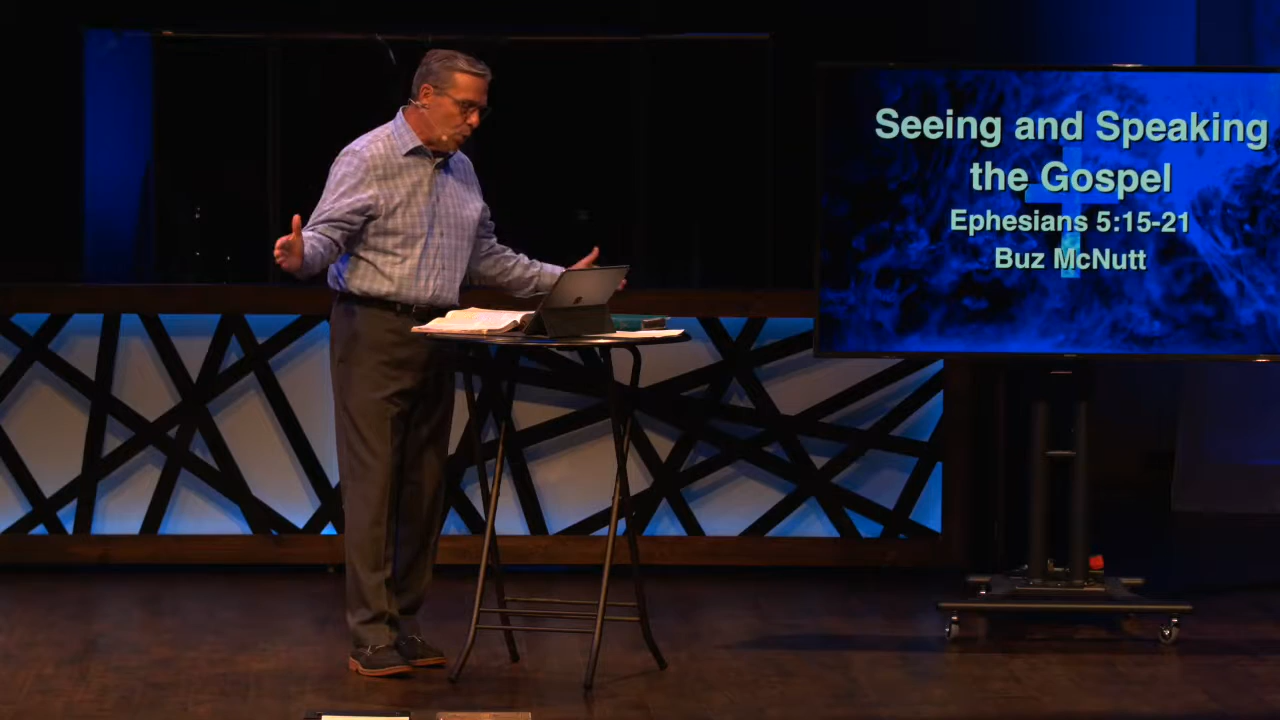 Seeing and Speaking
the Gospel
Ephesians 5:15-21
Buz McNutt